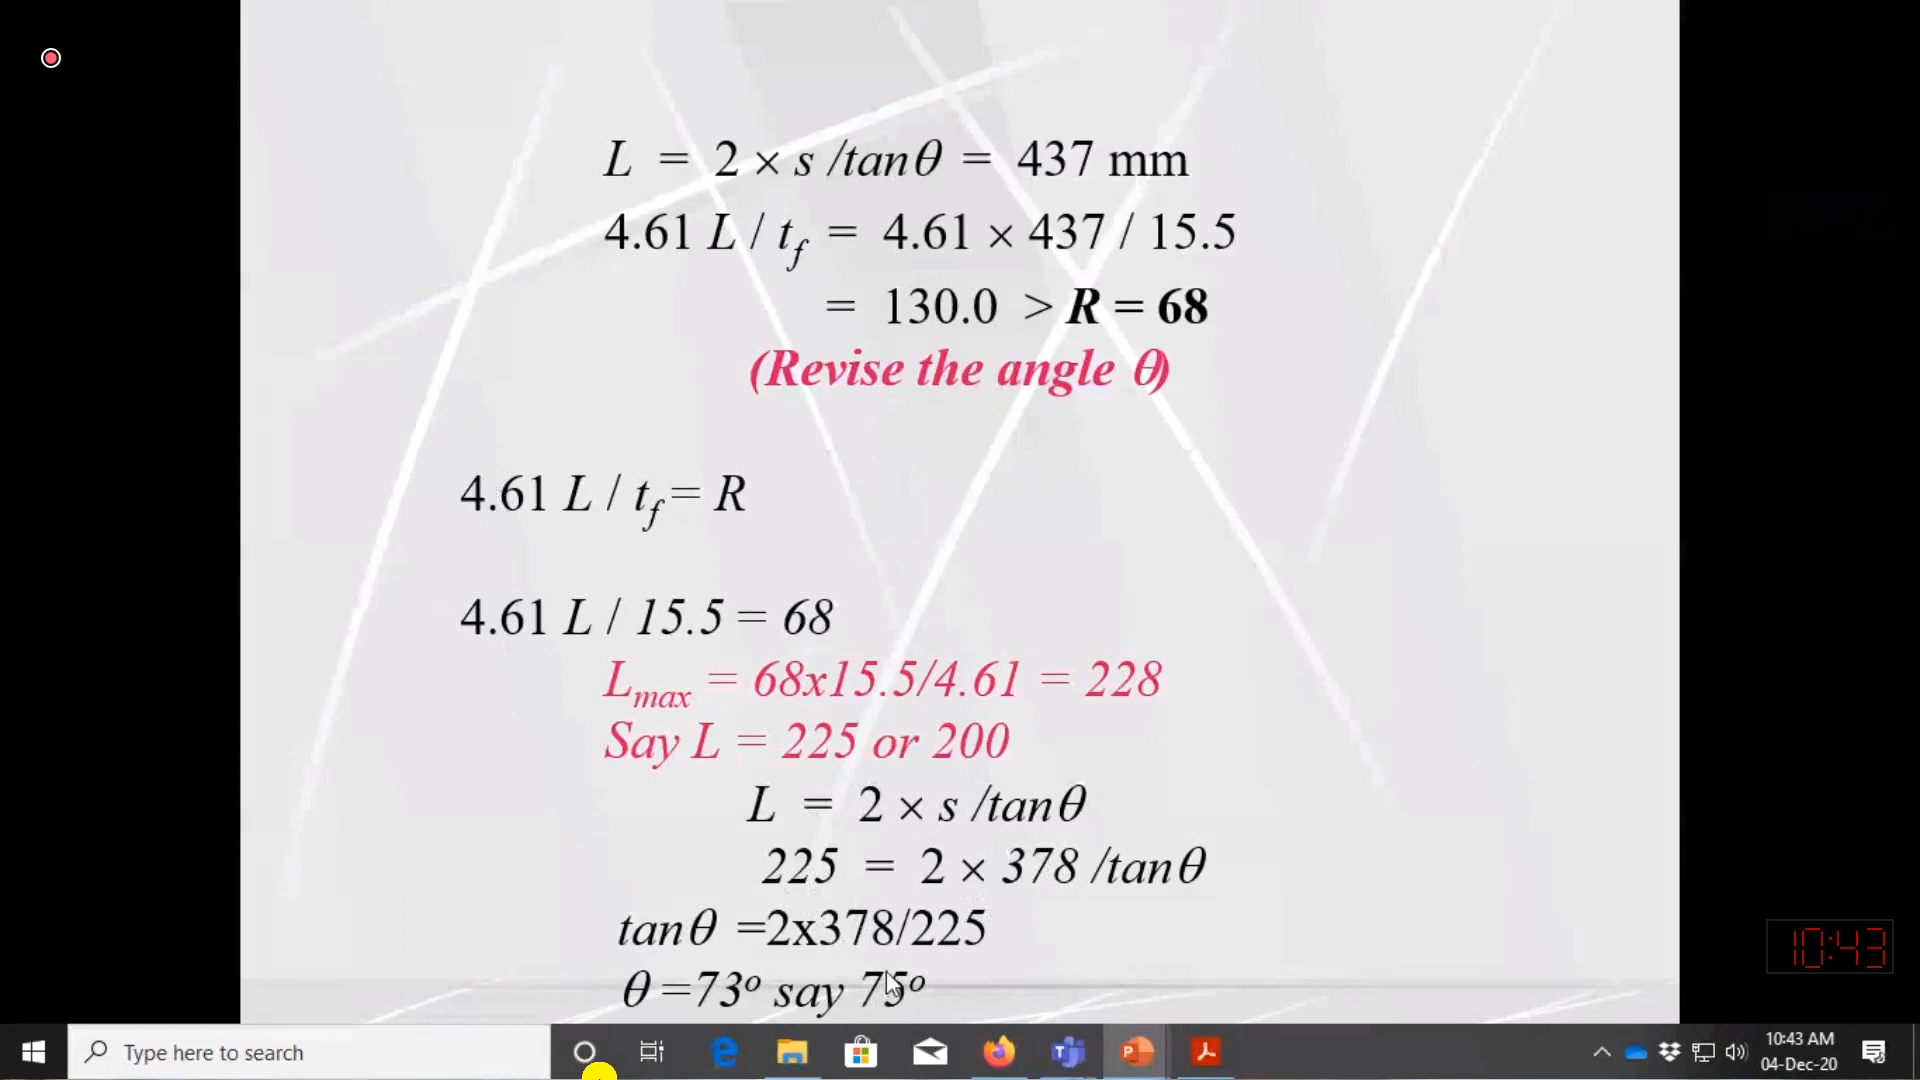 L = 2 × s /tanθ = 437 mm
4.61 L / t_f = 4.61 × 437 / 15.5
= 130.0 > R = 68
(Revise the angle θ)
4.61 L / t_f = R
4.61 L / 15.5 = 68
L_max = 68x15.5/4.61 = 228
Say L = 225 or 200
L = 2 × s /tanθ
225 = 2 × 378 /tanθ
tanθ =2x378/225
θ =73° say 75°
10:43
Type here to search
10:43 AM
04-Dec-20